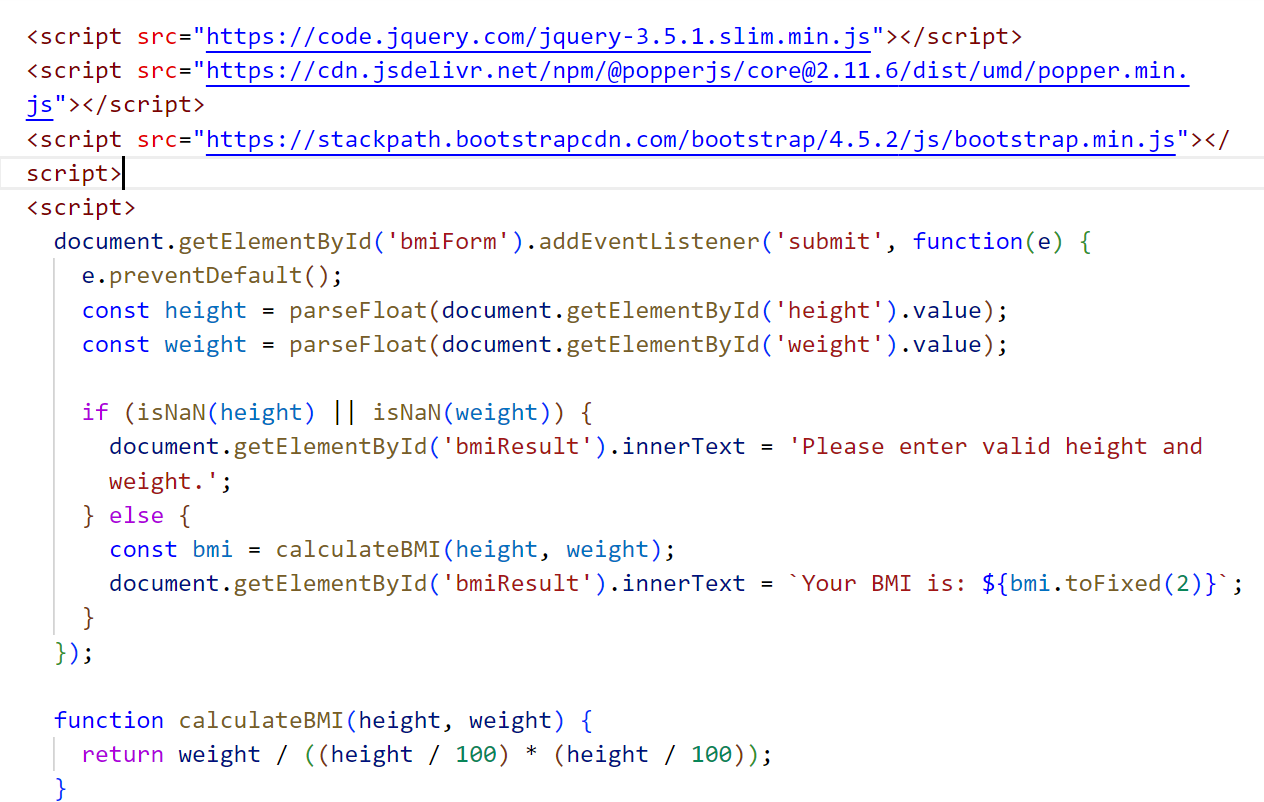 <script src="https://code.jquery.com/jquery-3.5.1.slim.min.js"></script>
<script src="https://cdn.jsdelivr.net/npm/@popperjs/core@2.11.6/dist/umd/popper.min.
js"></script>
<script src="https://stackpath.bootstrapcdn.com/bootstrap/4.5.2/js/bootstrap.min.js"></
script>
<script>
  document.getElementById('bmiForm').addEventListener('submit', function(e) {
    e.preventDefault();
    const height = parseFloat(document.getElementById('height').value);
    const weight = parseFloat(document.getElementById('weight').value);

    if (isNaN(height) || isNaN(weight)) {
      document.getElementById('bmiResult').innerText = 'Please enter valid height and
      weight.';
    } else {
      const bmi = calculateBMI(height, weight);
      document.getElementById('bmiResult').innerText = `Your BMI is: ${bmi.toFixed(2)}`;
    }
  });

  function calculateBMI(height, weight) {
    return weight / ((height / 100) * (height / 100));
  }